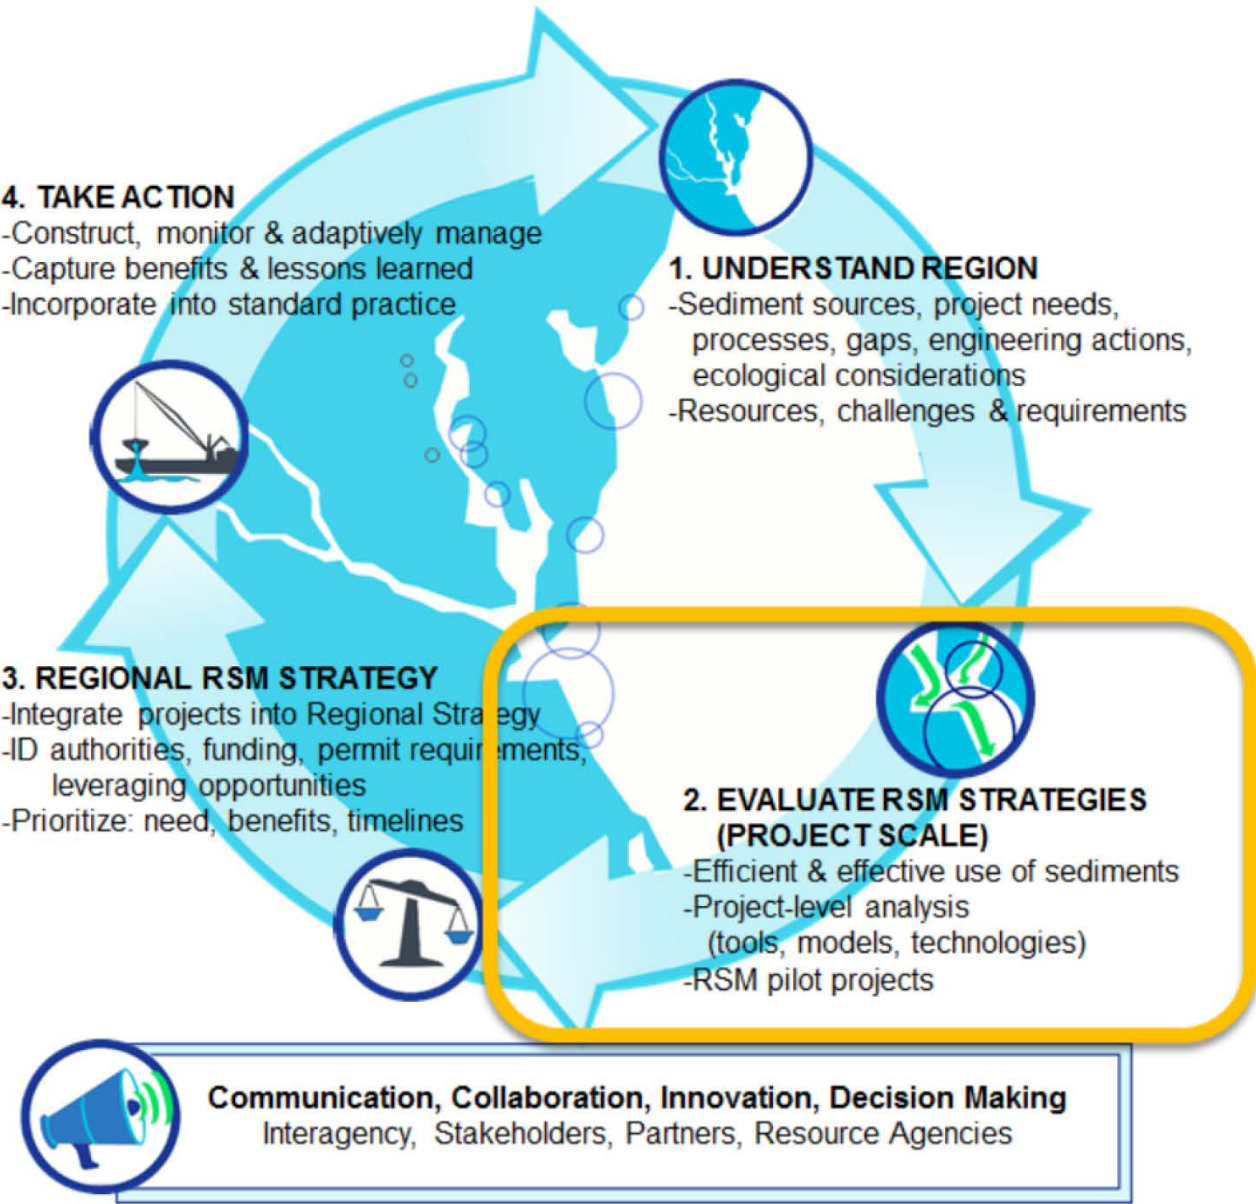 4. TAKE ACTION
-Construct, monitor & adaptively manage
-Capture benefits & lessons learned
-Incorporate into standard practice
1. UNDERSTAND REGION
-Sediment sources, project needs,
processes, gaps, engineering actions,
ecological considerations
-Resources, challenges & requirements
3. REGIONAL RSM STRATEGY
-Integrate projects into Regional Strategy
-ID authorities, funding, permit requirements,
leveraging opportunities
-Prioritize: need, benefits, timelines
2. EVALUATE RSM STRATEGIES
(PROJECT SCALE)
-Efficient & effective use of sediments
-Project-level analysis
(tools, models, technologies)
-RSM pilot projects
Communication, Collaboration, Innovation, Decision Making
Interagency, Stakeholders, Partners, Resource Agencies